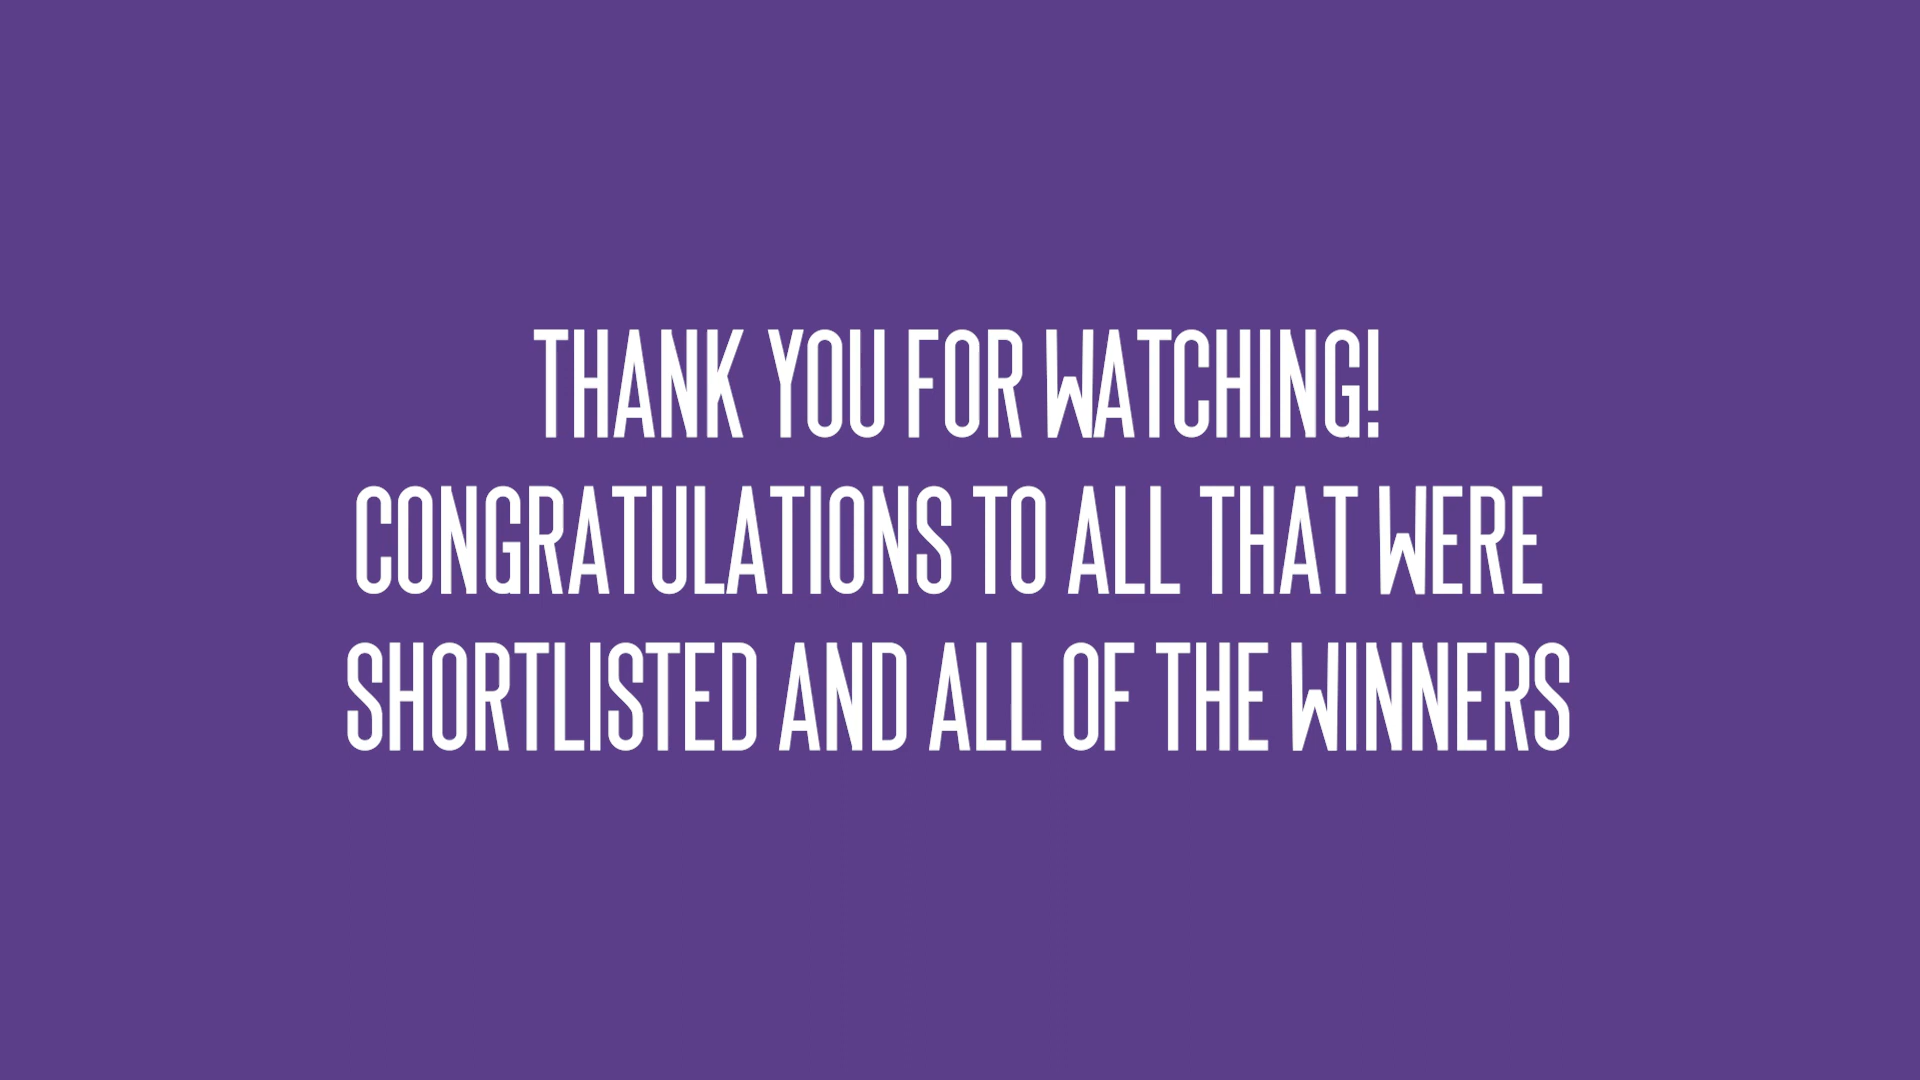 THANK YOU FOR WATCHING!
CONGRATULATIONS TO ALL THAT WERE
SHORTLISTED AND ALL OF THE WINNERS